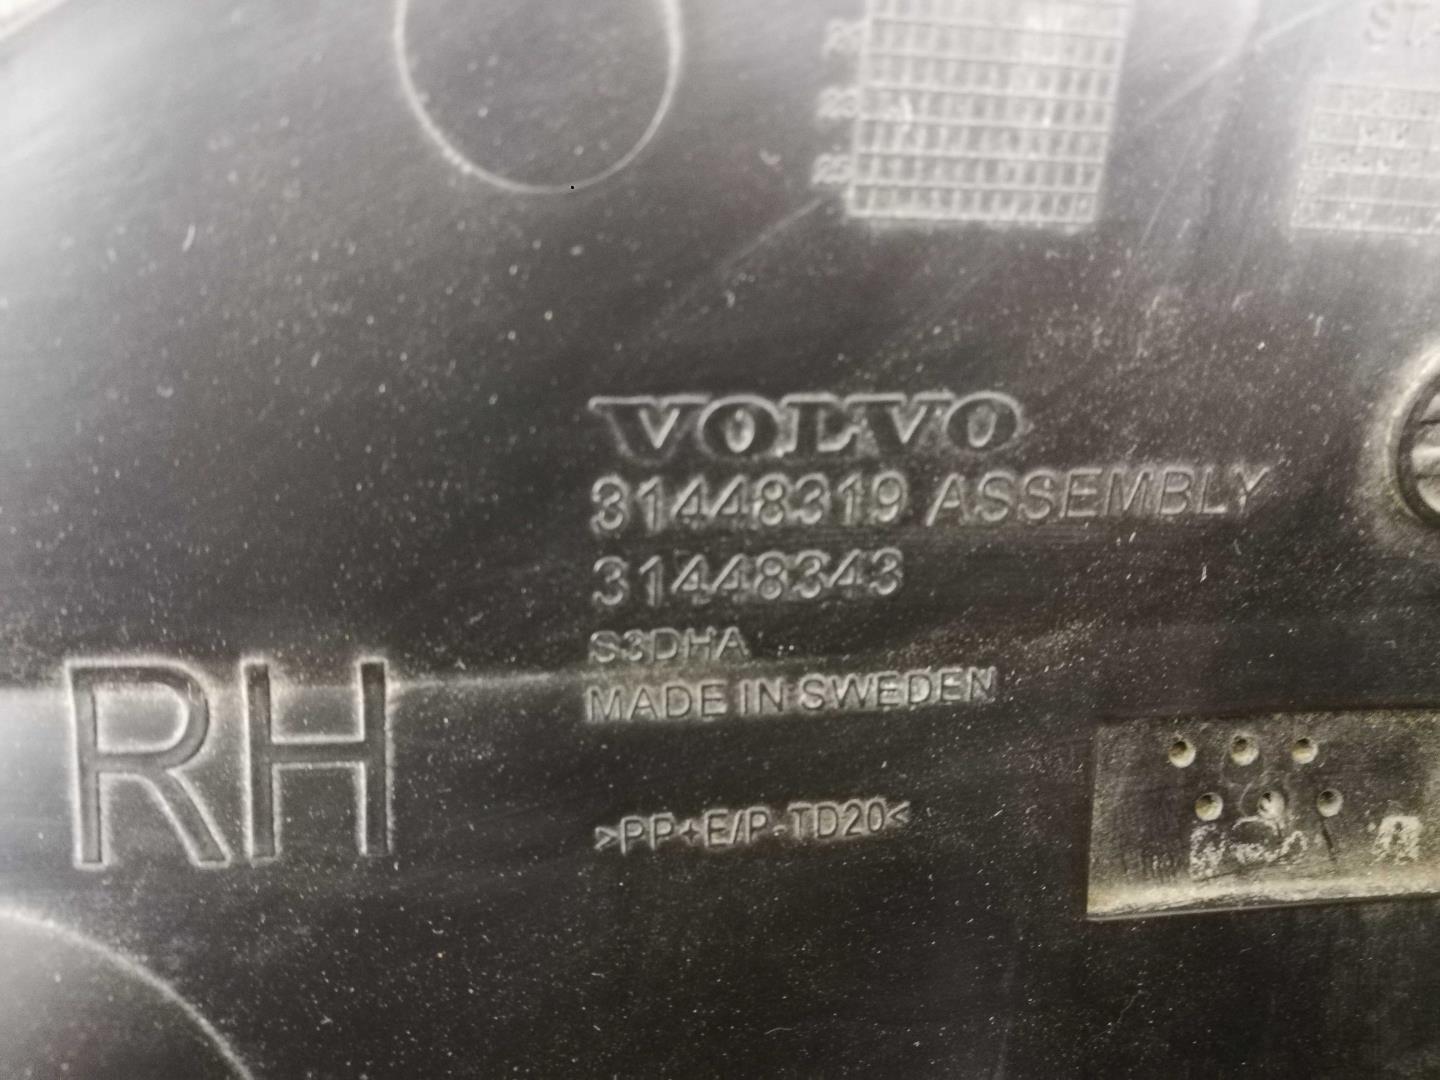 VOLVO
31448319 ASSEMBLY
31448343
S3DHA
MADE IN SWEDEN
RH
>PP+E/P-TD20<